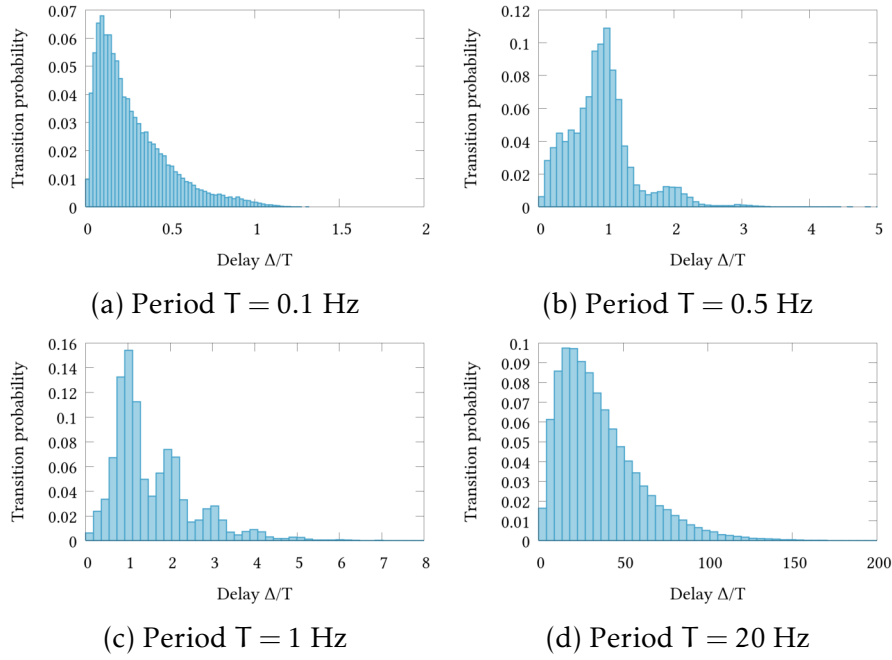 0.07
0.06
0.05
0.04
0.03
0.02
0.01
0
Transition probability
0 0.5 1 1.5 2
Delay Δ/T
(a) Period T = 0.1 Hz
0.12
0.1
0.08
0.06
0.04
0.02
0
Transition probability
0 1 2 3 4 5
Delay Δ/T
(b) Period T = 0.5 Hz
0.16
0.14
0.12
0.1
0.08
0.06
0.04
0.02
0
Transition probability
0 1 2 3 4 5 6 7 8
Delay Δ/T
(c) Period T = 1 Hz
0.1
0.09
0.08
0.07
0.06
0.05
0.04
0.03
0.02
0.01
0
Transition probability
0 50 100 150 200
Delay Δ/T
(d) Period T = 20 Hz